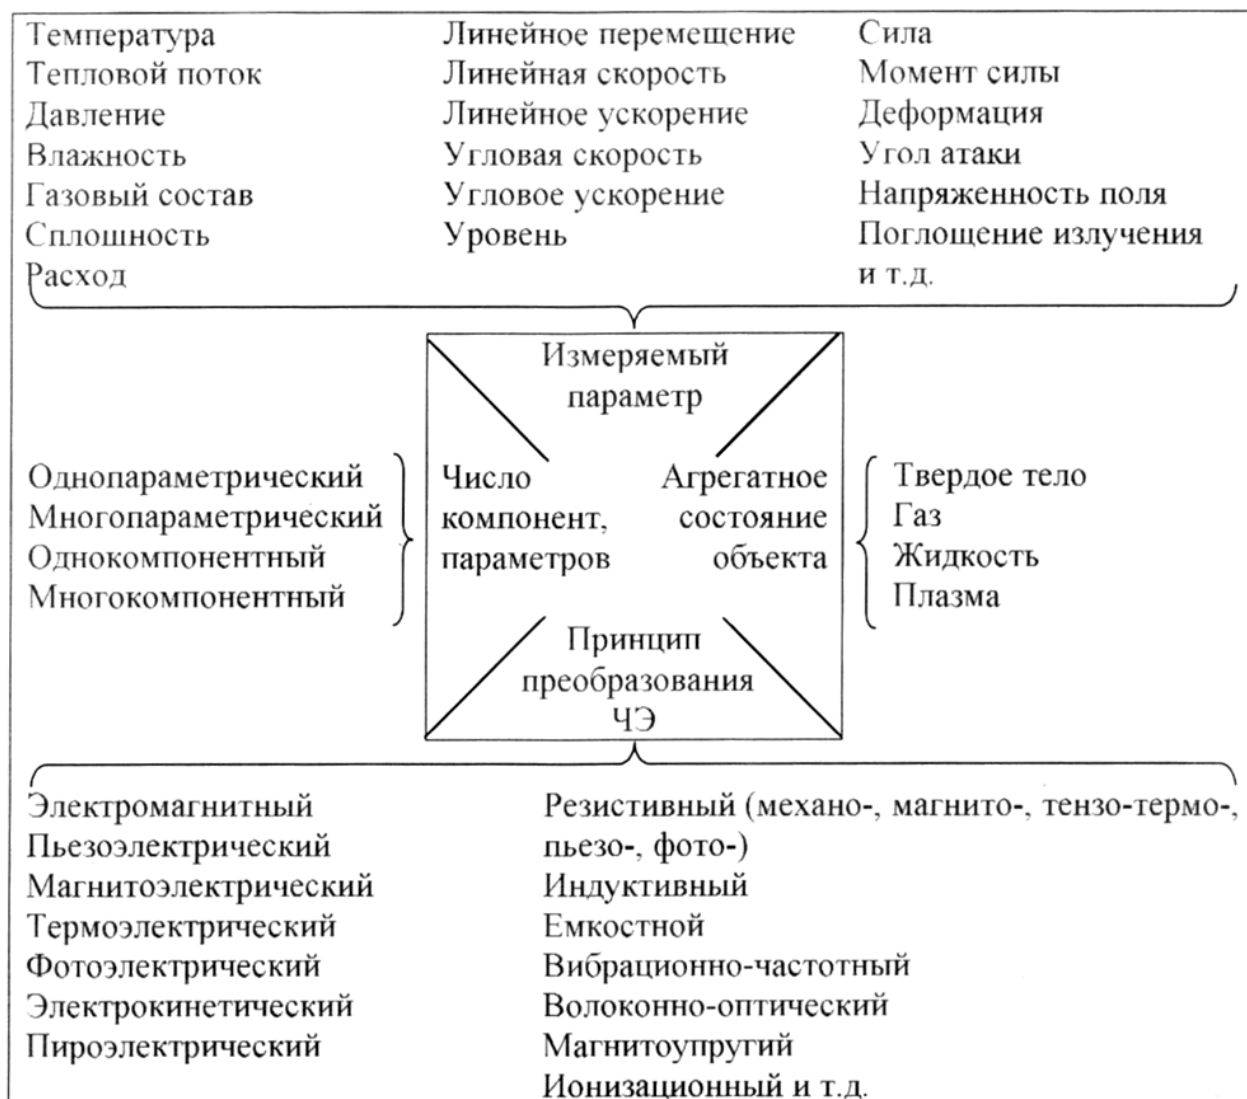 Температура
Тепловой поток
Давление
Влажность
Газовый состав
Сплошность
Расход
Линейное перемещение
Линейная скорость
Линейное ускорение
Угловая скорость
Угловое ускорение
Уровень
Сила
Момент силы
Деформация
Угол атаки
Напряженность поля
Поглощение излучения
и т.д.
Измеряемый
параметр
Однопараметрический
Многопараметрический
Однокомпонентный
Многокомпонентный
Число
компонент,
параметров
Агрегатное
состояние
объекта
Твердое тело
Газ
Жидкость
Плазма
Принцип
преобразования
ЧЭ
Электромагнитный
Пьезоэлектрический
Магнитоэлектрический
Термоэлектрический
Фотоэлектрический
Электрокинетический
Пироэлектрический
Резистивный (механо-, магнито-, тензо-термо-,
пьезо-, фото-)
Индуктивный
Емкостной
Вибрационно-частотный
Волоконно-оптический
Магнитоупругий
Ионизационный и т.д.